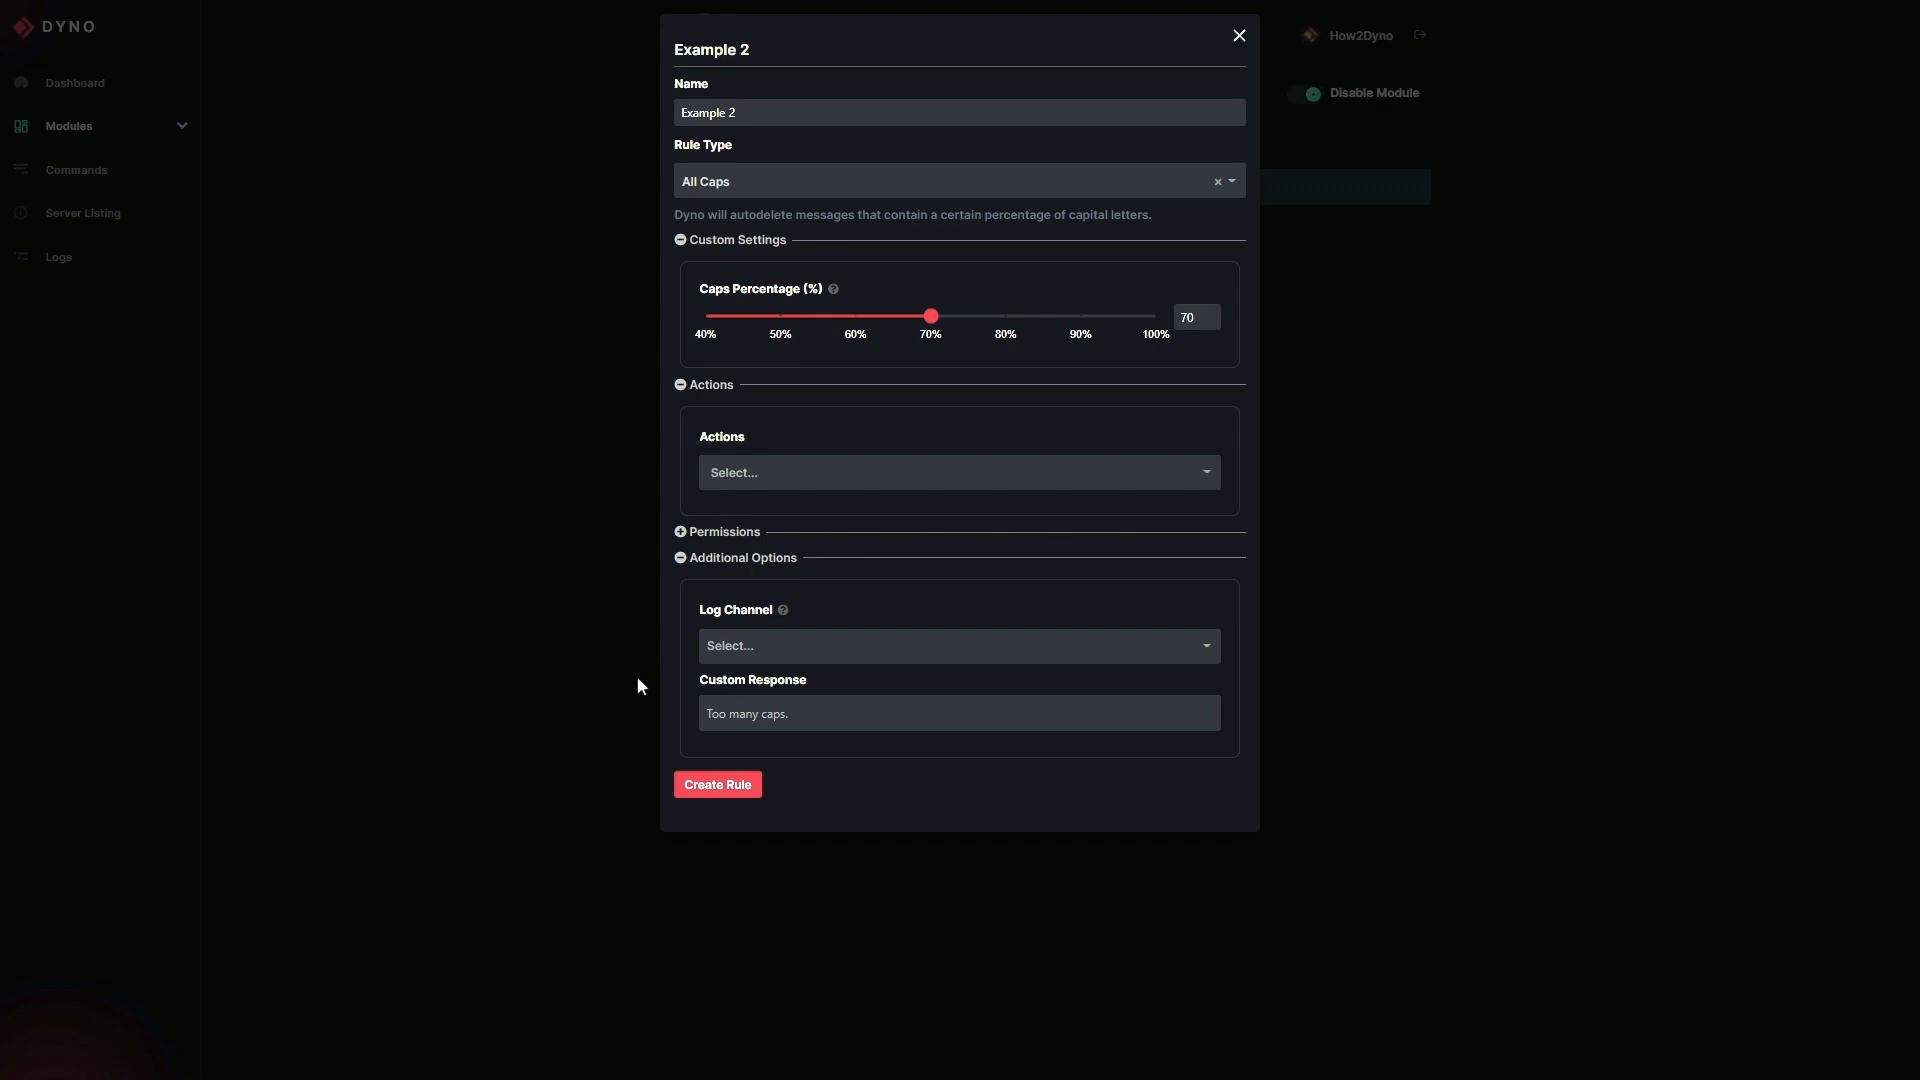 DYNO
Dashboard
Modules
Commands
Server Listing
Logs
How2Dyno
Disable Module
Example 2
Name
Example 2
Rule Type
All Caps
Dyno will autodelete messages that contain a certain percentage of capital letters.
Custom Settings
Caps Percentage (%)
70
40% 50% 60% 70% 80% 90% 100%
Actions
Actions
Select...
Permissions
Additional Options
Log Channel
Select...
Custom Response
Too many caps.
Create Rule